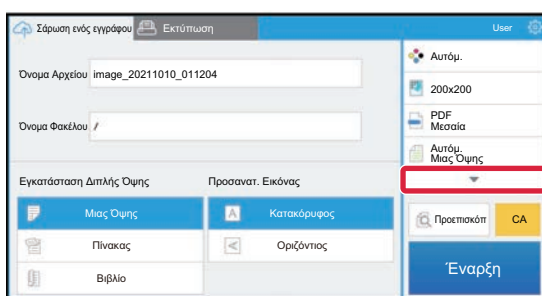 Σάρωση ενός εγγράφου
Εκτύπωση
User
Όνομα Αρχείου
image_20211010_011204
Όνομα Φακέλου
/
Εγκατάσταση Διπλής Όψης
Μιας Όψης
Πίνακας
Βιβλίο
Προσανατ. Εικόνας
A
Κατακόρυφος
A
Οριζόντιος
Αυτόμ.
200x200
PDF
Μεσαία
Αυτόμ.
Μιας Όψης
Προεπισκόπ
CA
Έναρξη